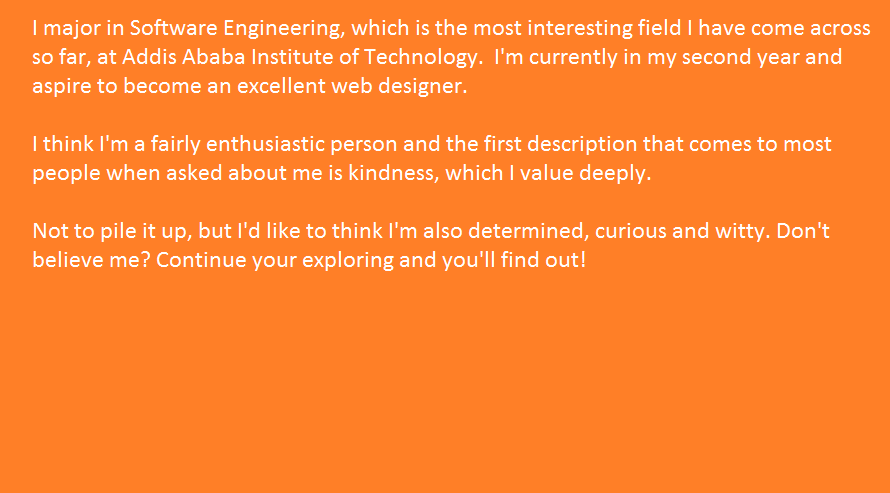 I major in Software Engineering, which is the most interesting field I have come across
so far, at Addis Ababa Institute of Technology.  I'm currently in my second year and
aspire to become an excellent web designer.
I think I'm a fairly enthusiastic person and the first description that comes to most
people when asked about me is kindness, which I value deeply.
Not to pile it up, but I'd like to think I'm also determined, curious and witty. Don't
believe me? Continue your exploring and you'll find out!